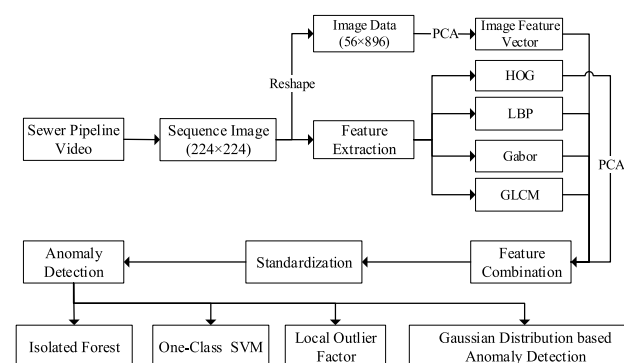 Image Data
(56×896)
PCA
Image Feature
Vector
Reshape
HOG
Sewer Pipeline
Video
Sequence Image
(224×224)
Feature
Extraction
LBP
Gabor
PCA
GLCM
Anomaly
Detection
Standardization
Feature
Combination
Isolated Forest
One-Class SVM
Local Outlier
Factor
Gaussian Distribution based
Anomaly Detection